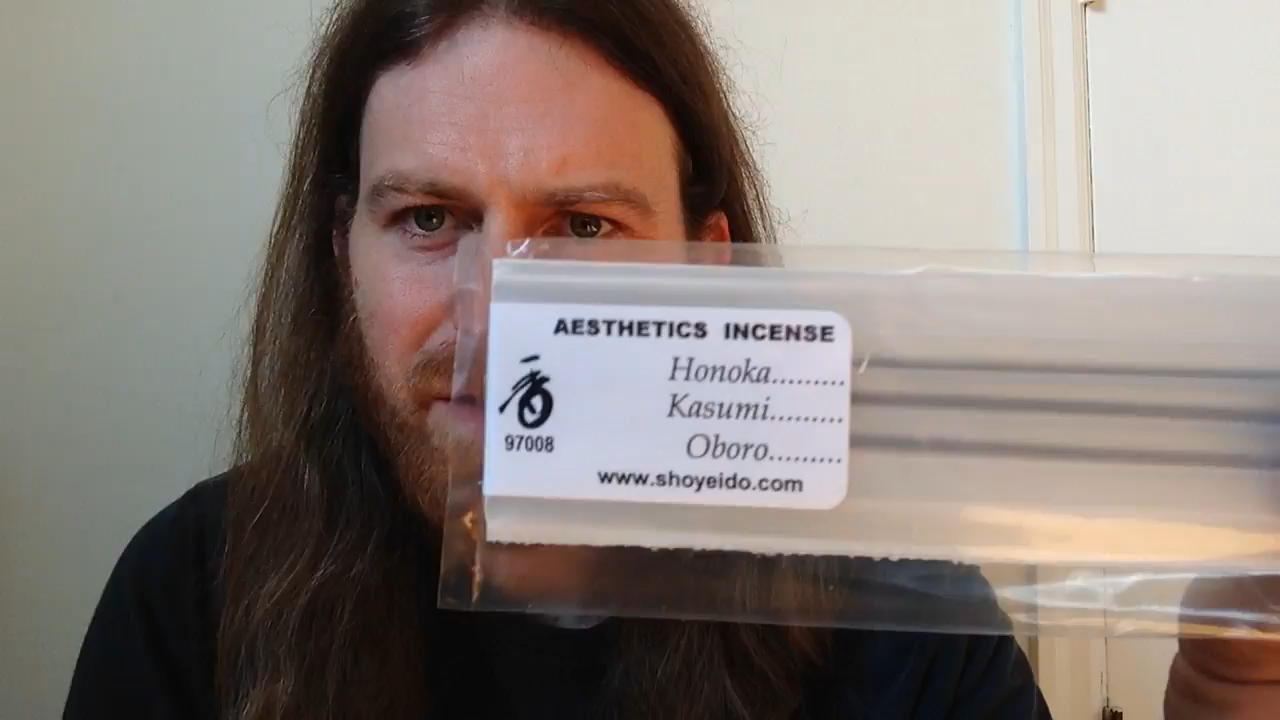 AESTHETICS INCENSE
香
97008
Honoka.........
Kasumi.........
Oboro.........
www.shoyeido.com